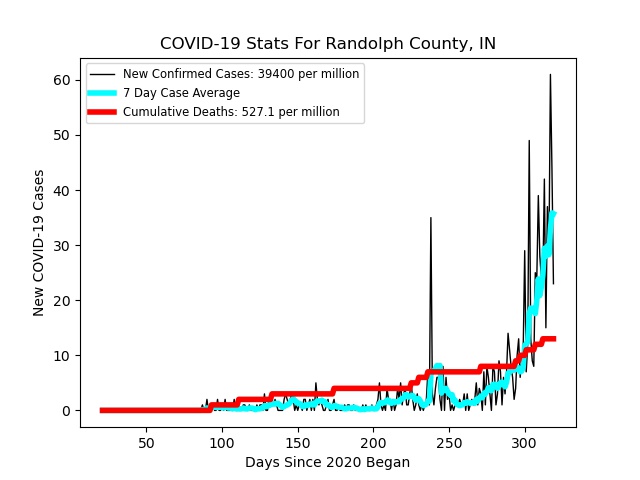 COVID-19 Stats For Randolph County, IN
New Confirmed Cases: 39400 per million
7 Day Case Average
Cumulative Deaths: 527.1 per million
New COVID-19 Cases
60
50
40
30
20
10
0
50 100 150 200 250 300
Days Since 2020 Began